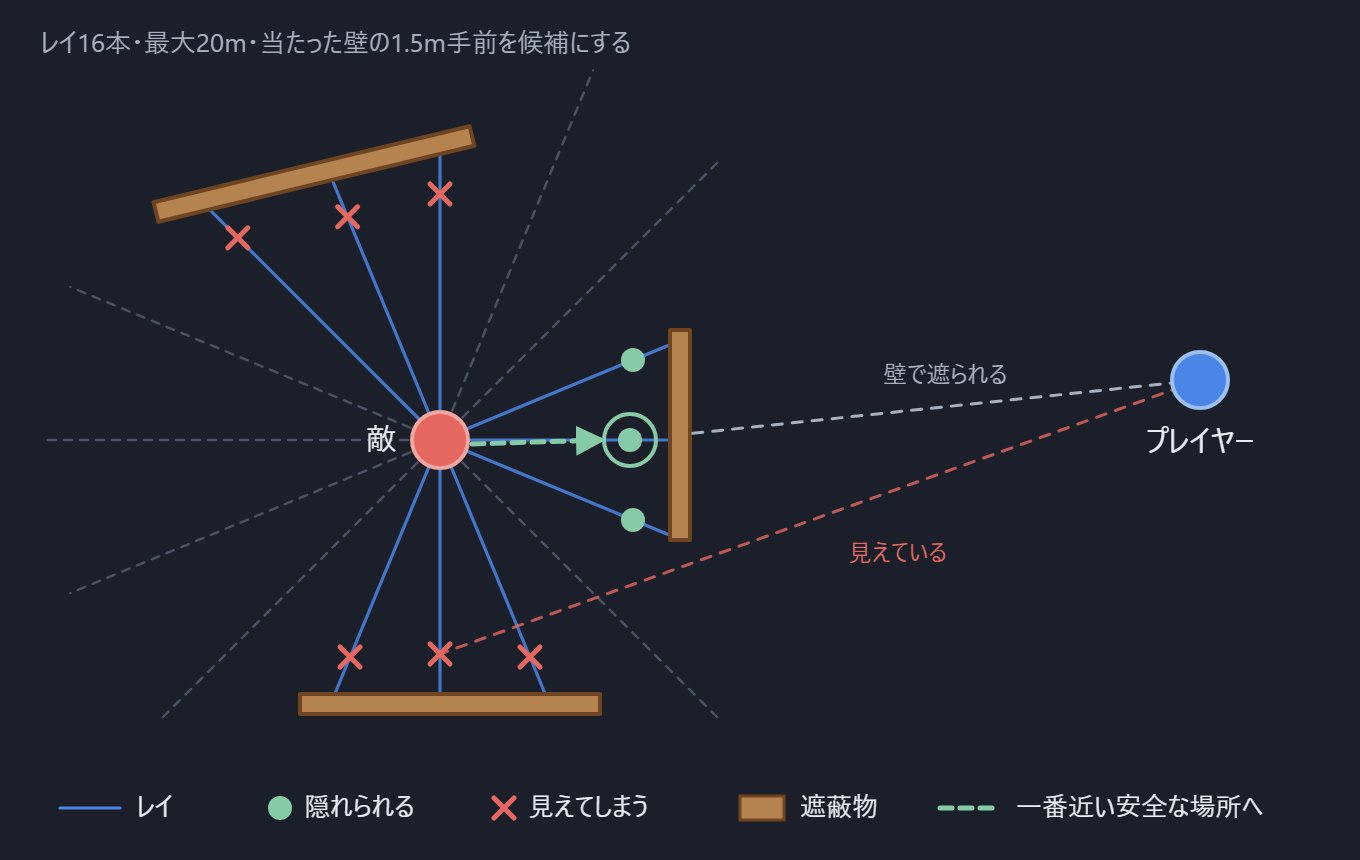 レイ16本・最大20m・当たった壁の1.5m手前を候補にする
壁で遮られる
敵
プレイヤー
見えている
レイ
隠れられる
見えてしまう
遮蔽物
一番近い安全な場所へ